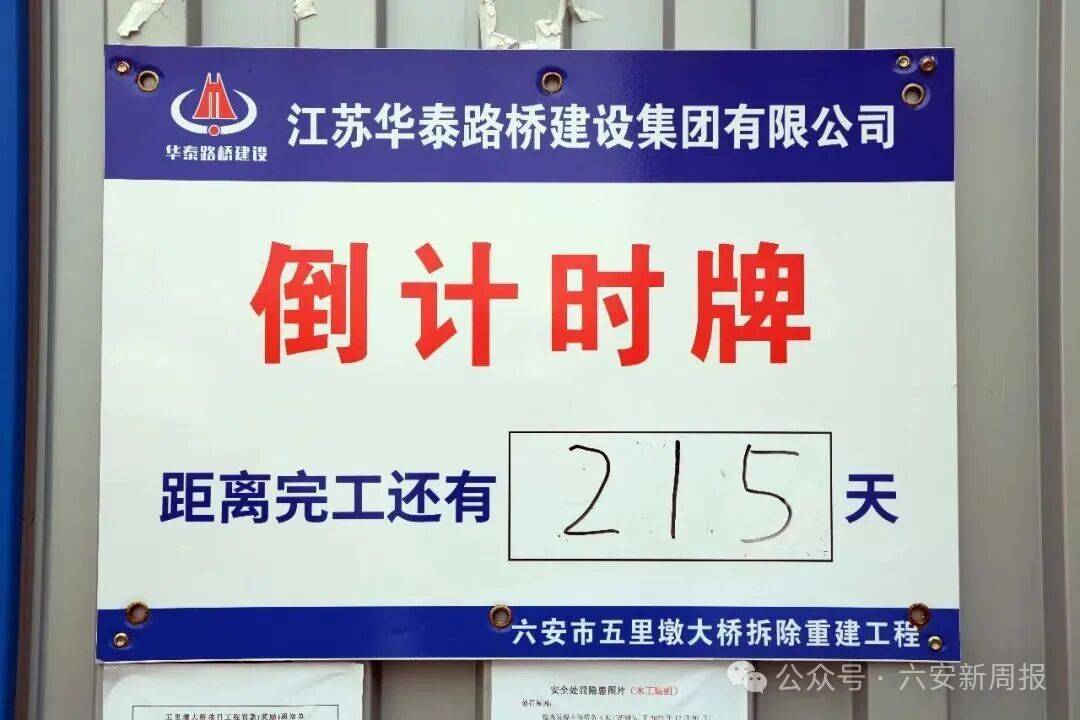 江苏华泰路桥建设集团有限公司
华泰路桥建设
倒计时牌
距离完工还有 215 天
六安市五里墩大桥拆除重建工程
安全处罚隐患图片
公众号·六安新周报